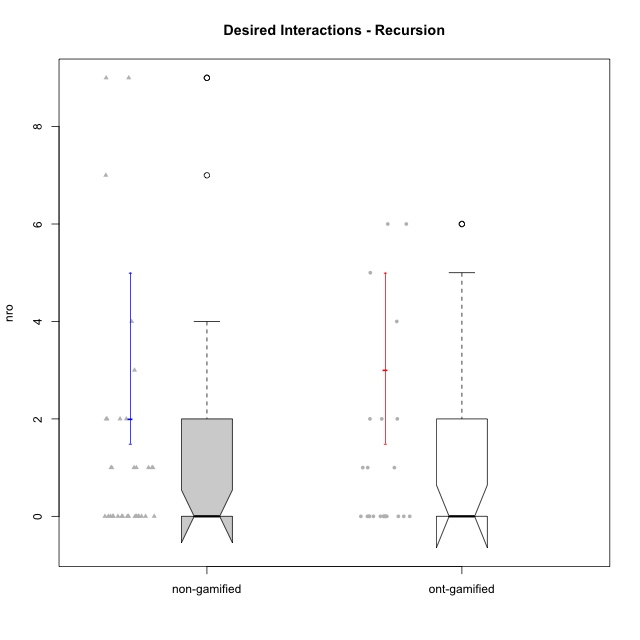 Desired Interactions - Recursion
8
6
4
2
0
nro
non-gamified
ont-gamified